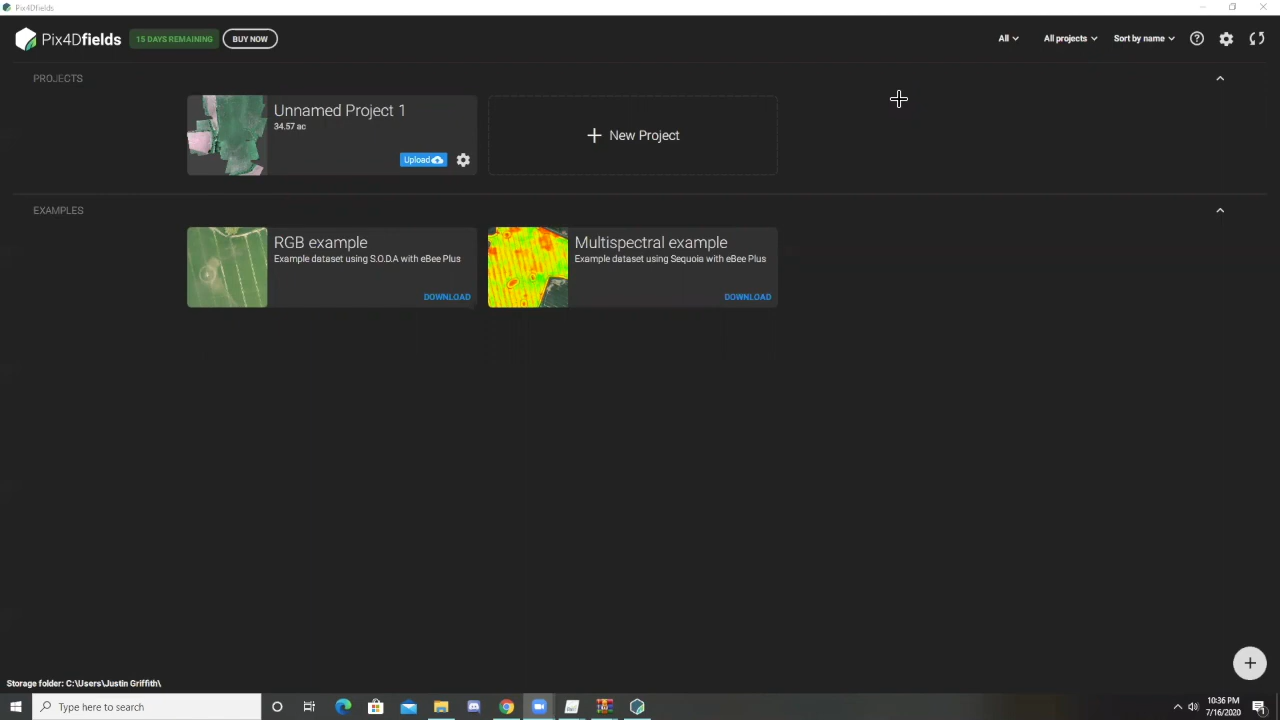 Pix4Dfields
Pix4Dfields
15 DAYS REMAINING
BUY NOW
All
All projects
Sort by name
PROJECTS
Unnamed Project 1
34.57 ac
Upload
New Project
EXAMPLES
RGB example
Example dataset using S.O.D.A with eBee Plus
DOWNLOAD
Multispectral example
Example dataset using Sequoia with eBee Plus
DOWNLOAD
Storage folder: C:\Users\Justin Griffith\
Type here to search
10:36 PM
7/16/2020